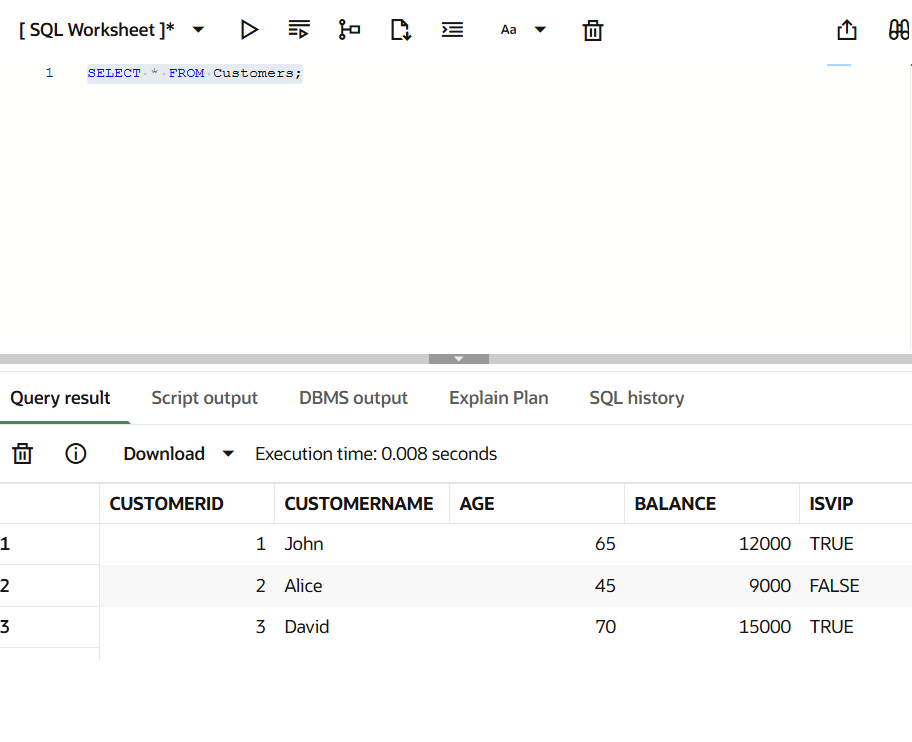 [ SQL Worksheet ]* Aa
1 SELECT * FROM Customers;
Query result Script output DBMS output Explain Plan SQL history
Download Execution time: 0.008 seconds
CUSTOMERID CUSTOMERNAME AGE BALANCE ISVIP
1 1 John 65 12000 TRUE
2 2 Alice 45 9000 FALSE
3 3 David 70 15000 TRUE